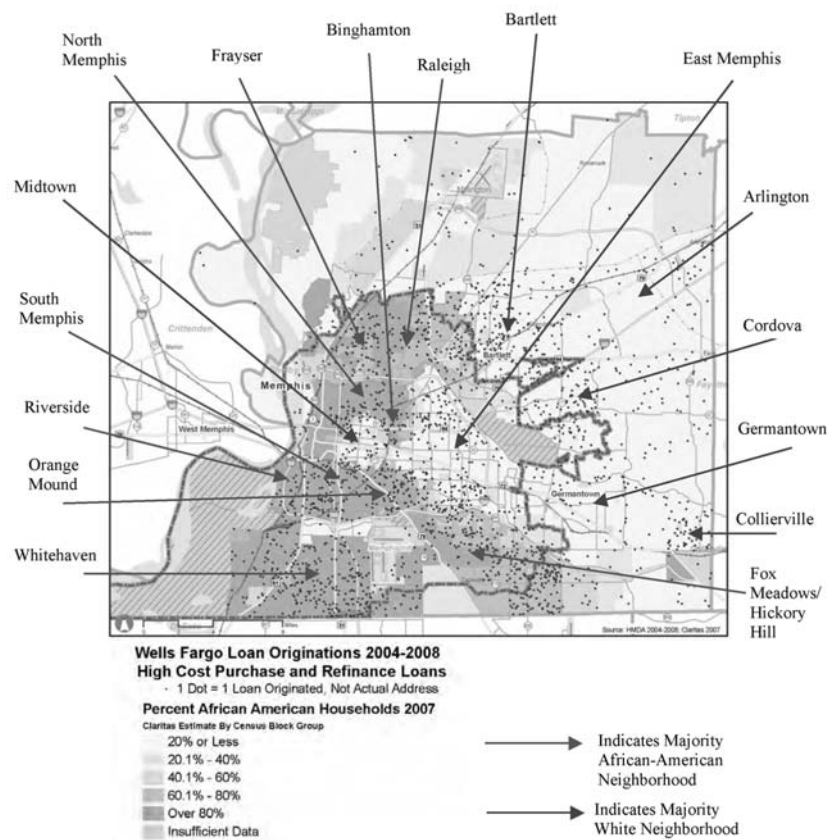 North
Memphis
Frayser
Binghamton
Raleigh
Bartlett
East Memphis
Midtown
Arlington
South
Memphis
Cordova
Riverside
Germantown
Orange
Mound
Collierville
Whitehaven
Fox
Meadows/
Hickory
Hill
Tipton
Crittenden
Marion
Memphis
West Memphis
Bartlett
Germantown
Miles
Source: HMDA 2004-2008; Claritas 2007
Wells Fargo Loan Originations 2004-2008
High Cost Purchase and Refinance Loans
· 1 Dot = 1 Loan Originated, Not Actual Address
Percent African American Households 2007
Claritas Estimate By Census Block Group
20% or Less
20.1% - 40%
40.1% - 60%
60.1% - 80%
Over 80%
Insufficient Data
Indicates Majority
African-American
Neighborhood
Indicates Majority
White Neighborhood